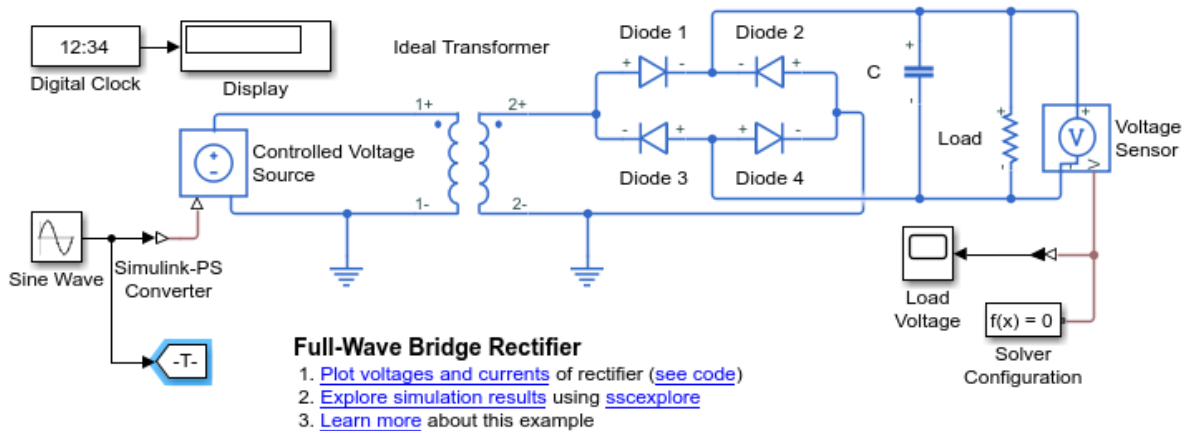 12:34
Digital Clock
Display
Ideal Transformer
Diode 1
Diode 2
+ - - +
- + + -
Diode 3
Diode 4
1+
2+
1-
2-
+
-
Controlled Voltage
Source
C
+
-
Load
+
-
V
+
-
V
Voltage
Sensor
Sine Wave
Simulink-PS
Converter
-T-
Load
Voltage
f(x) = 0
Solver
Configuration
Full-Wave Bridge Rectifier
1. Plot voltages and currents of rectifier (see code)
2. Explore simulation results using sscexplore
3. Learn more about this example